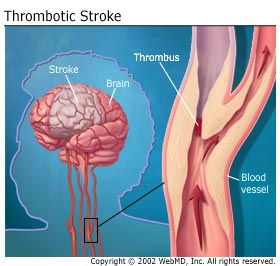 Thrombotic Stroke
Thrombus
Stroke
Brain
Blood
vessel
Copyright © 2002 WebMD, Inc. All rights reserved.